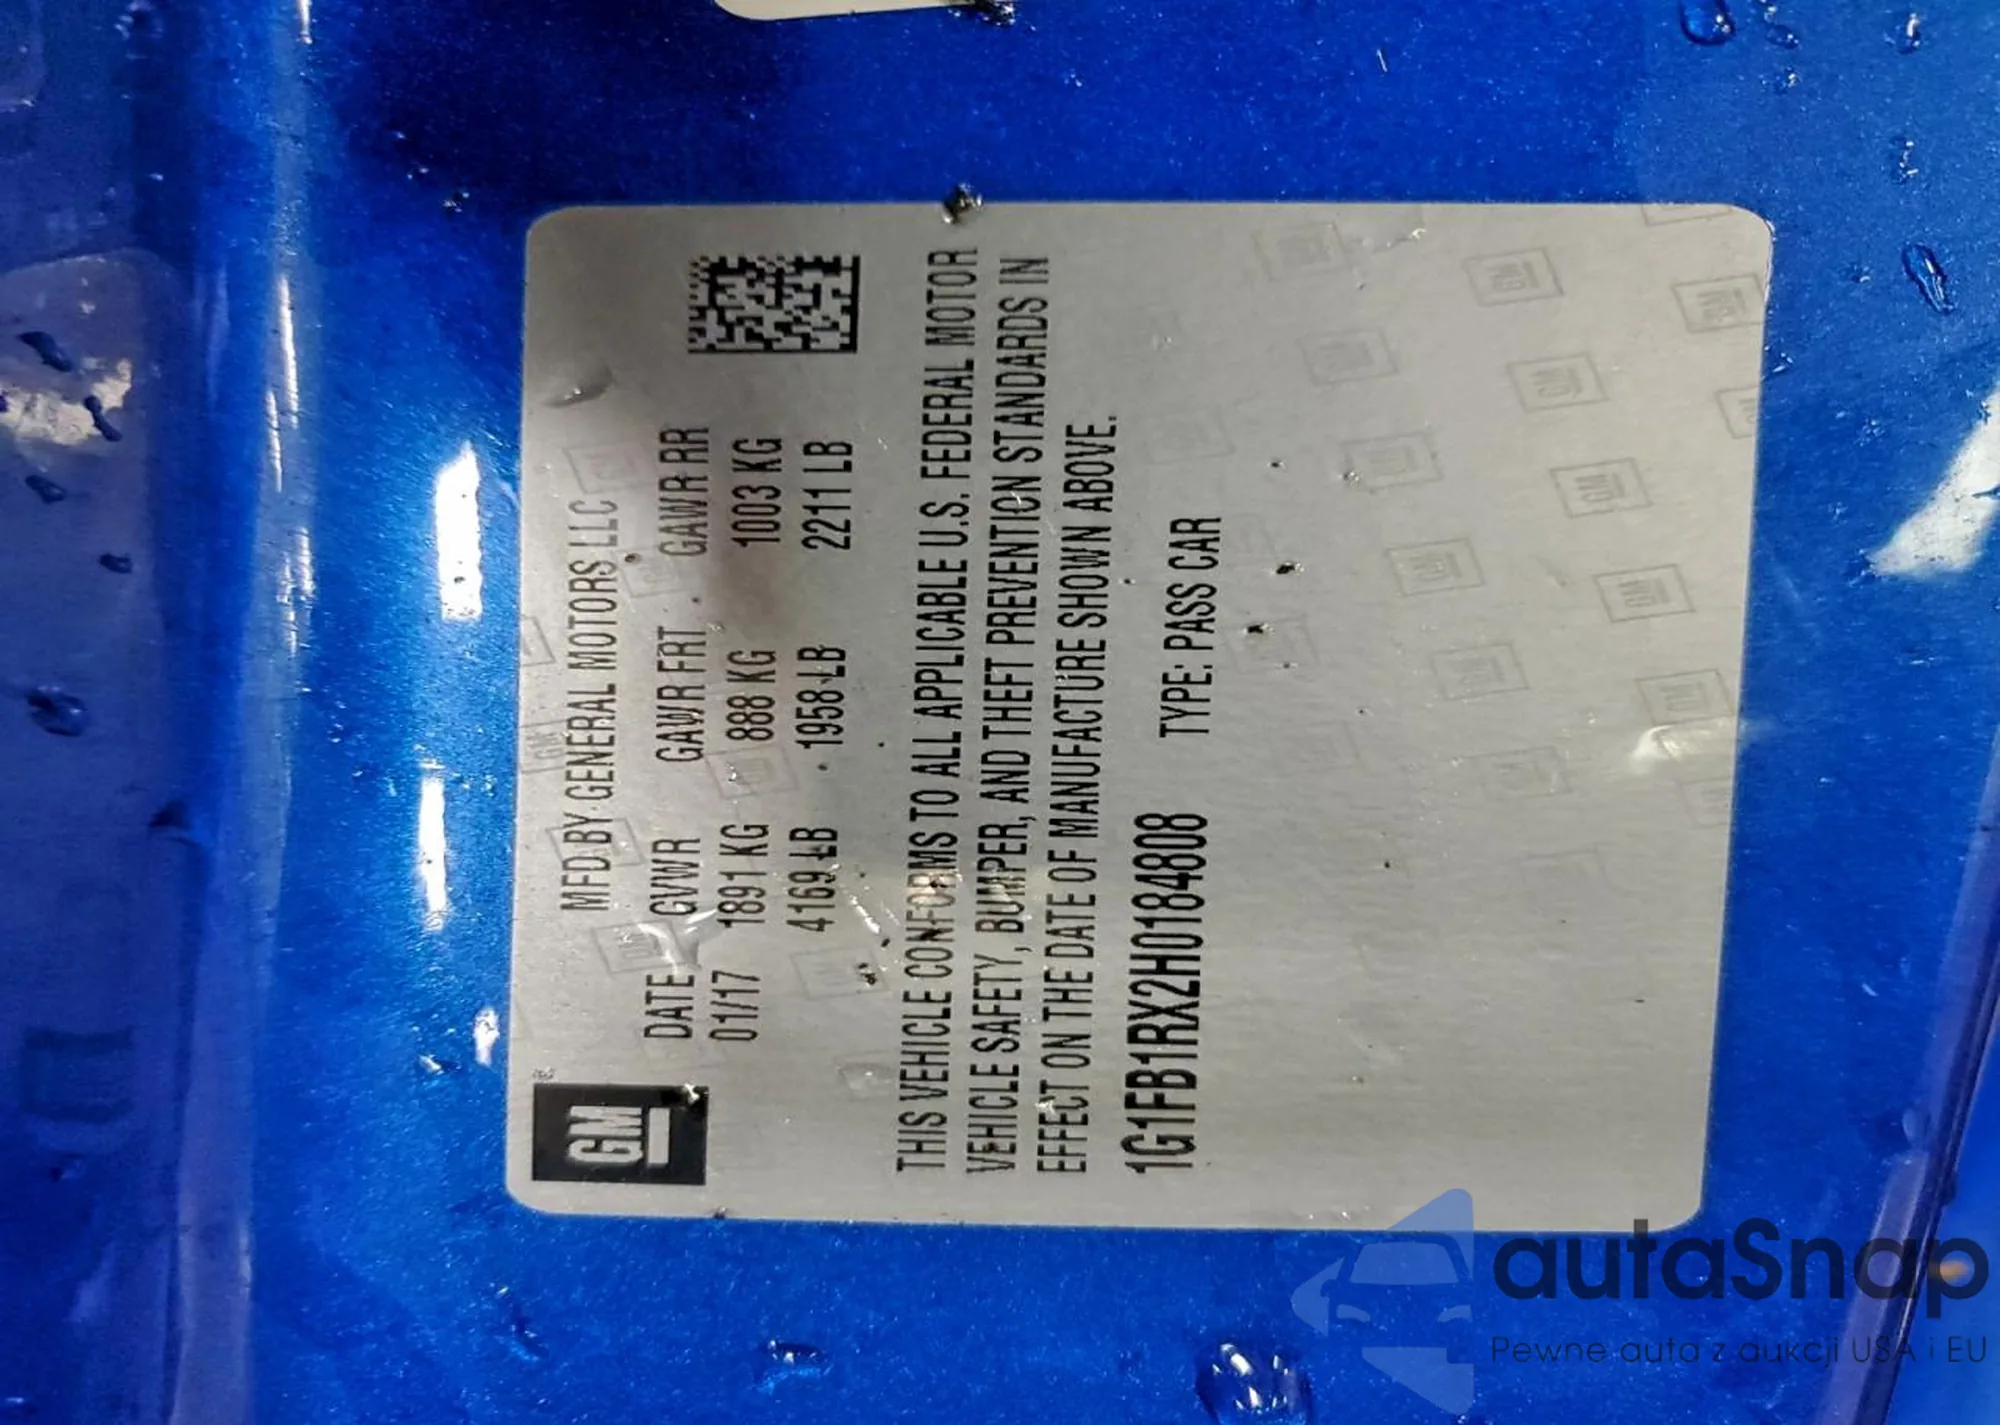 GM
MFD BY GENERAL MOTORS LLC
DATE GVWR GAWR FRT GAWR RR
01/17 1891 KG 888 KG 1003 KG
4169 LB 1958 LB 2211 LB
THIS VEHICLE CONFORMS TO ALL APPLICABLE U.S. FEDERAL MOTOR
VEHICLE SAFETY, BUMPER, AND THEFT PREVENTION STANDARDS IN
EFFECT ON THE DATE OF MANUFACTURE SHOWN ABOVE.
1G1FB1RX2H0184808 TYPE: PASS CAR
autaSnap
Pewne auta z aukcji USA i EU